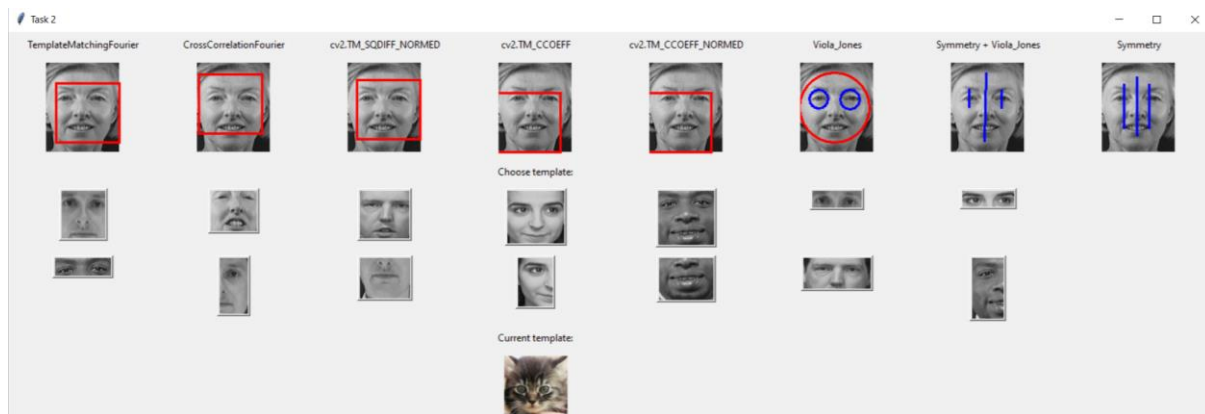 Task 2
TemplateMatchingFourier CrossCorrelationFourier cv2.TM_SQDIFF_NORMED cv2.TM_CCOEFF cv2.TM_CCOEFF_NORMED Viola_Jones Symmetry + Viola_Jones Symmetry
Choose template:
Current template: